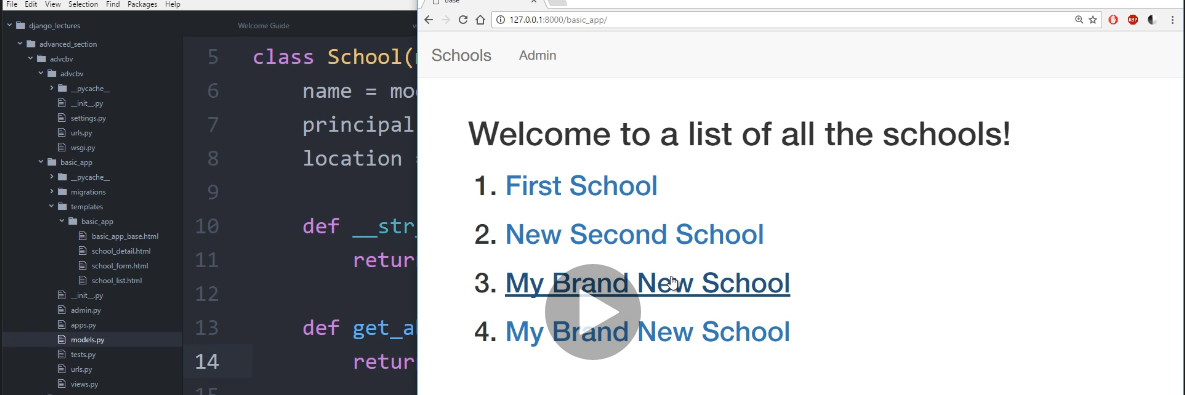 File Edit View Selection Find Packages Help
django_lectures
advanced_section
advcbv
advcbv
__pycache__
__init__.py
settings.py
urls.py
wsgi.py
basic_app
__pycache__
migrations
templates
basic_app
basic_app_base.html
school_detail.html
school_form.html
school_list.html
__init__.py
admin.py
apps.py
models.py
tests.py
urls.py
views.py
Welcome Guide
5 class School(
6 name = mo
7 principal
8 location =
9
10 def __str_
11 retur
12
13 def get_a
14 retur
127.0.0.1:8000/basic_app/
Schools Admin
Welcome to a list of all the schools!
1. First School
2. New Second School
3. My Brand New School
4. My Brand New School